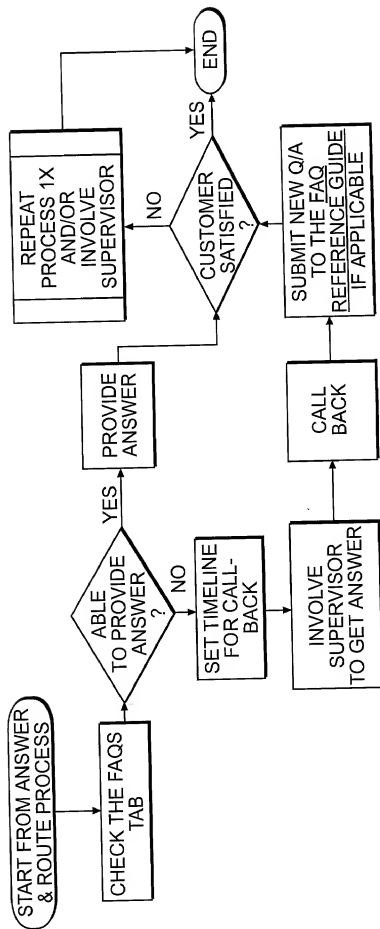 START FROM ANSWER
& ROUTE PROCESS
CHECK THE FAQS
TAB
ABLE
TO PROVIDE
ANSWER
?
YES
NO
PROVIDE
ANSWER
SET TIMELINE
FOR CALL-
BACK
INVOLVE
SUPERVISOR
TO GET ANSWER
CALL
BACK
SUBMIT NEW Q/A
TO THE FAQ
REFERENCE GUIDE
IF APPLICABLE
CUSTOMER
SATISFIED
?
NO
YES
REPEAT
PROCESS 1X
AND/OR
INVOLVE
SUPERVISOR
END